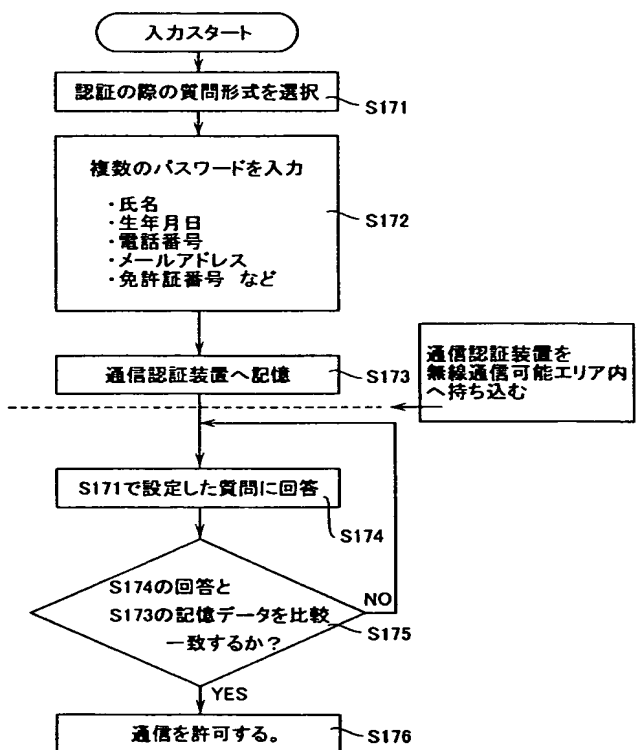 入力スタート
認証の際の質問形式を選択
S171
複数のパスワードを入力
・氏名
・生年月日
・電話番号
・メールアドレス
・免許証番号 など
S172
通信認証装置へ記憶
S173
通信認証装置を
無線通信可能エリア内
へ持ち込む
S171で設定した質問に回答
S174
S174の回答と
S173の記憶データを比較
一致するか？
NO
S175
YES
通信を許可する。
S176